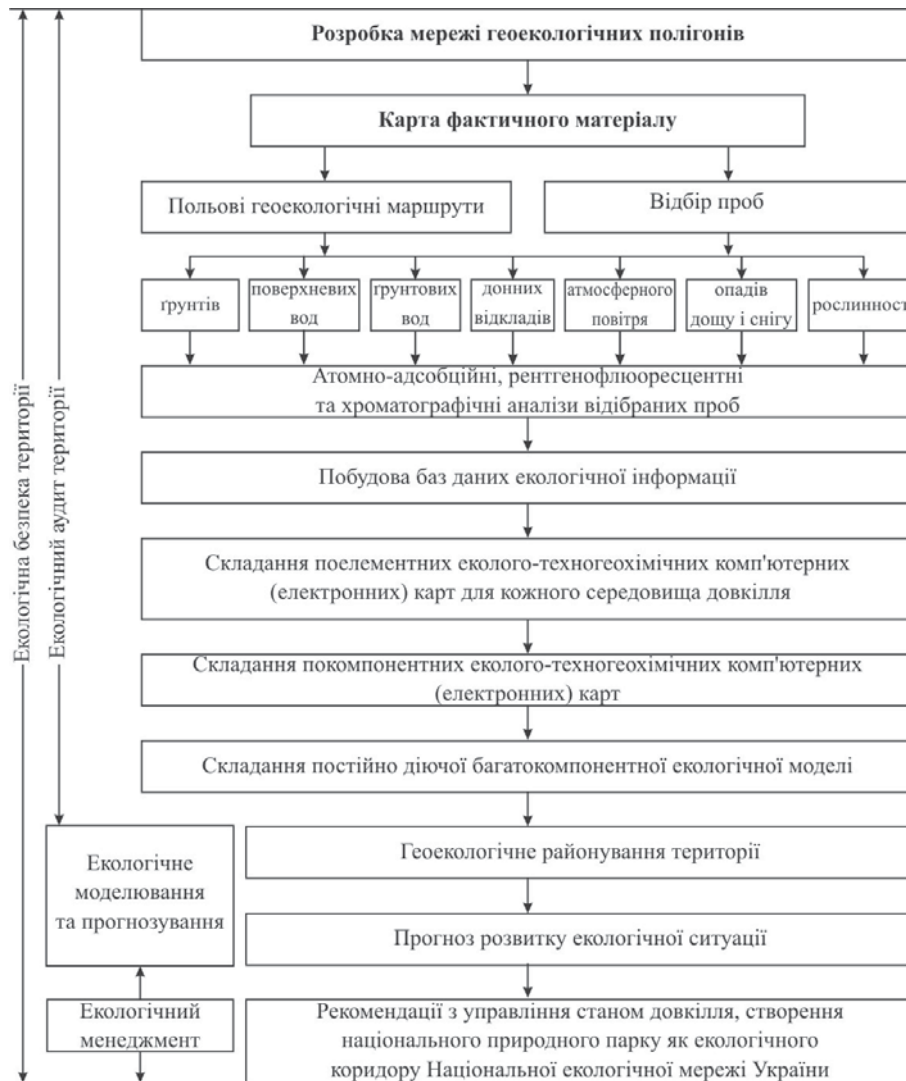 Розробка мережі геоекологічних полігонів
Карта фактичного матеріалу
Польові геоекологічні маршрути
Відбір проб
ґрунтів
поверхневих
вод
ґрунтових
вод
донних
відкладів
атмосферного
повітря
опадів
дощу і снігу
рослинност
Атомно-адсобційні, рентгенофлюоресцентні
та хроматографічні аналізи відібраних проб
Побудова баз даних екологічної інформації
Складання поелементних еколого-техногеохімічних комп'ютерних
(електронних) карт для кожного середовища довкілля
Складання покомпонентних еколого-техногеохімічних комп'ютерних
(електронних) карт
Складання постійно діючої багатокомпонентної екологічної моделі
Геоекологічне районування території
Прогноз розвитку екологічної ситуації
Рекомендації з управління станом довкілля, створення
національного природного парку як екологічного
коридору Національної екологічної мережі України
Екологічне
моделювання
та прогнозування
Екологічний
менеджмент
Екологічна безпека території
Екологічний аудит території